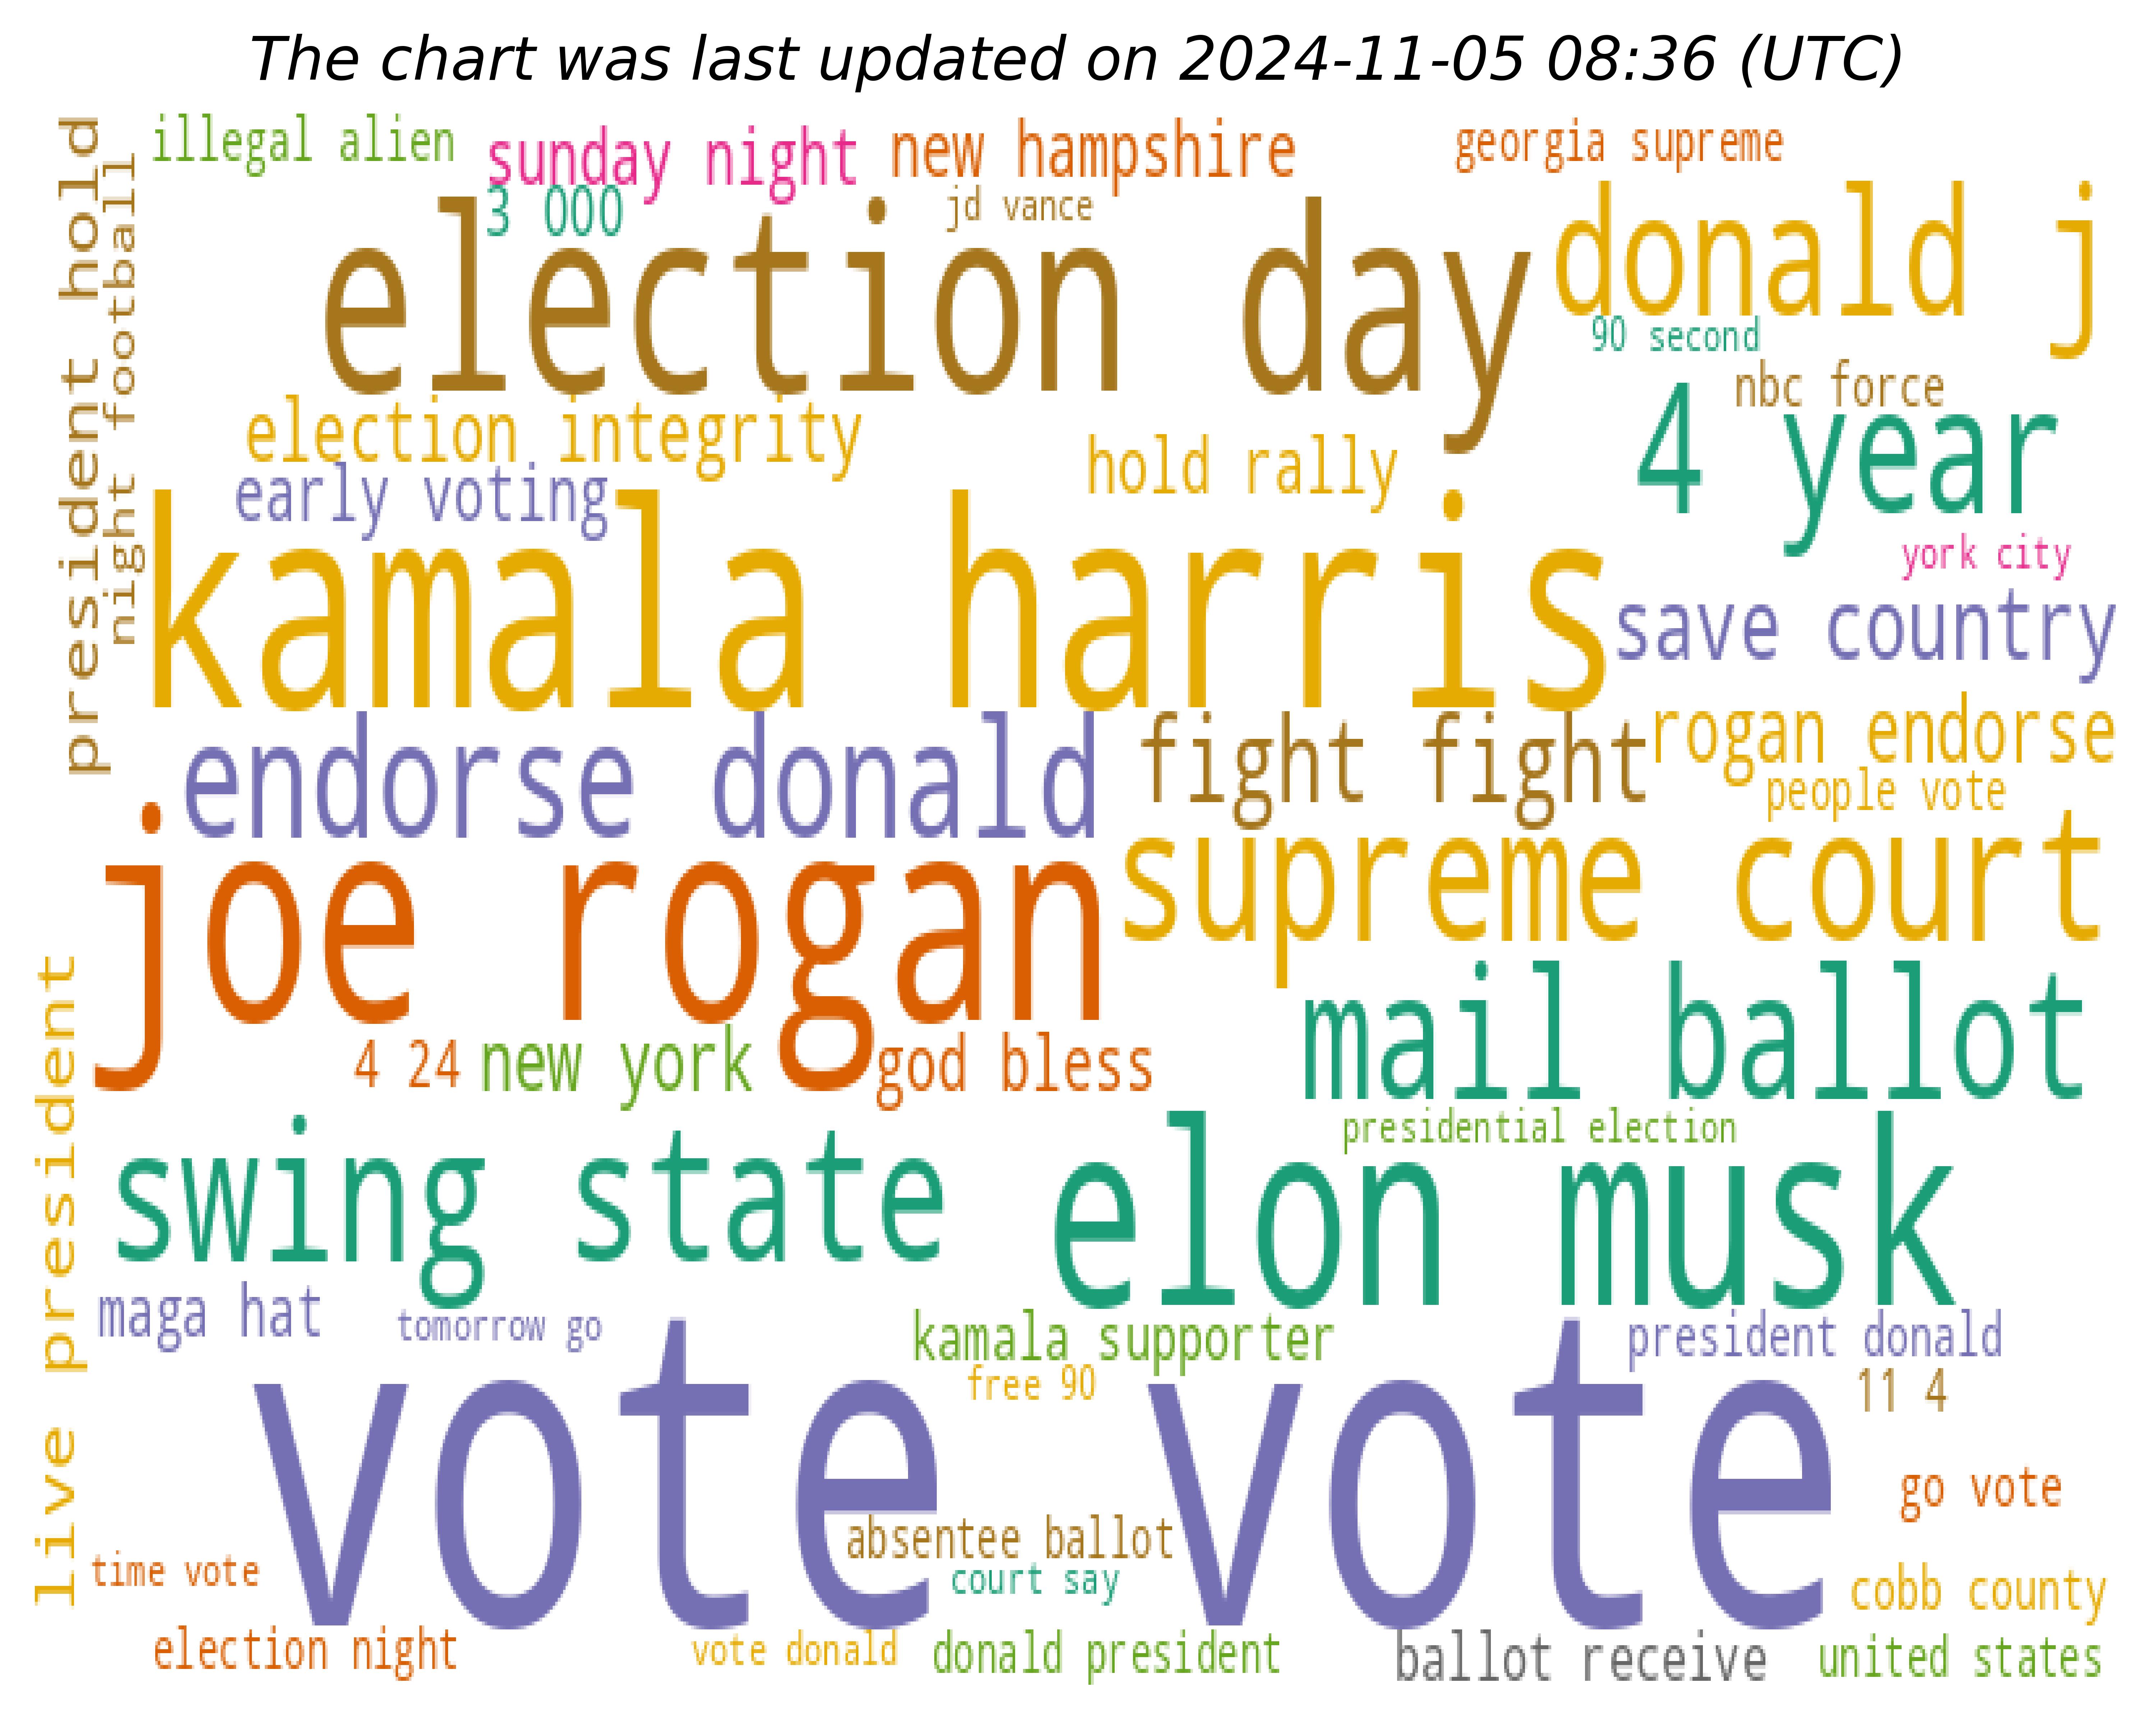 The chart was last updated on 2024-11-05 08:36 (UTC)
illegal alien
sunday night
new hampshire
georgia supreme
president hold
night football
3 000
jd vance
election day
donald j
90 second
nbc force
election integrity
hold rally
4 year
early voting
kamala harris
york city
save country
endorse donald
fight fight
rogan endorse
people vote
joe rogan
supreme court
live president
4 24
new york
god bless
mail ballot
presidential election
swing state
elon musk
maga hat
tomorrow go
kamala supporter
president donald
free 90
11 4
vote vote
go vote
absentee ballot
time vote
court say
cobb county
election night
vote donald
donald president
ballot receive
united states